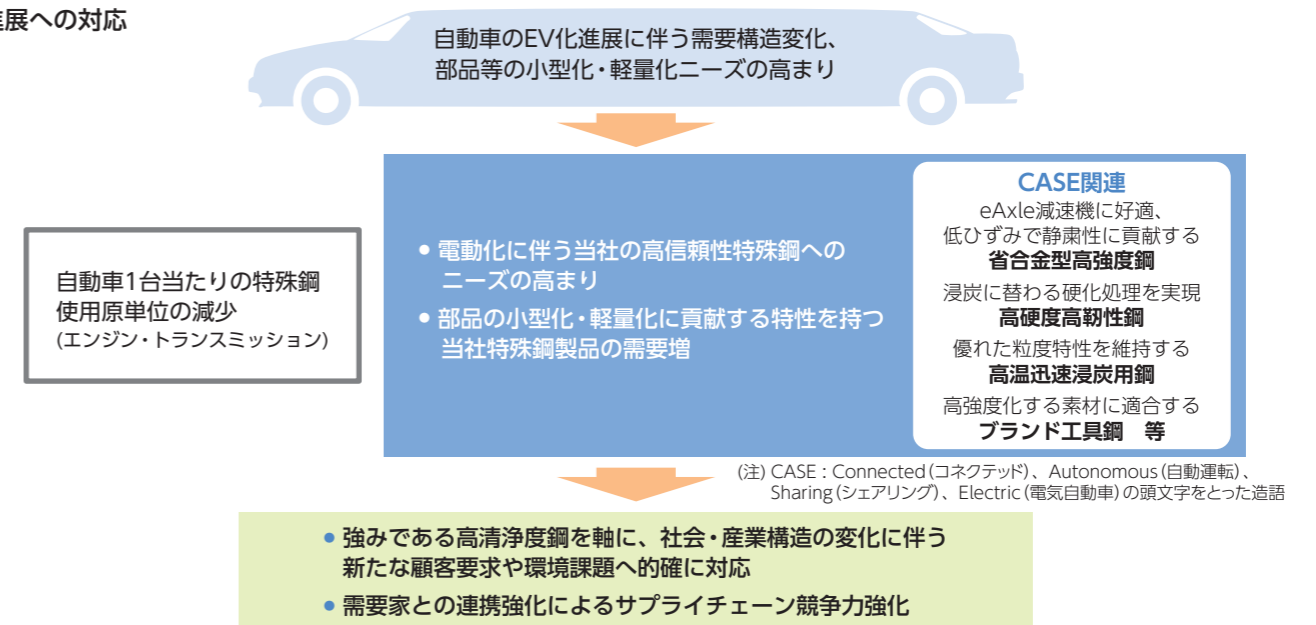 展への対応
自動車のEV化進展に伴う需要構造変化、
部品等の小型化・軽量化ニーズの高まり
自動車1台当たりの特殊鋼
使用原単位の減少
(エンジン・トランスミッション)
• 電動化に伴う当社の高信頼性特殊鋼への
ニーズの高まり
• 部品の小型化・軽量化に貢献する特性を持つ
当社特殊鋼製品の需要増
CASE関連
eAxle減速機に好適、
低ひずみで静粛性に貢献する
省合金型高強度鋼
浸炭に替わる硬化処理を実現
高硬度高靭性鋼
優れた粒度特性を維持する
高温迅速浸炭用鋼
高強度化する素材に適合する
ブランド工具鋼　等
(注) CASE：Connected (コネクテッド)、Autonomous (自動運転)、
Sharing (シェアリング)、Electric (電気自動車) の頭文字をとった造語
• 強みである高清浄度鋼を軸に、社会・産業構造の変化に伴う
新たな顧客要求や環境課題へ的確に対応
• 需要家との連携強化によるサプライチェーン競争力強化